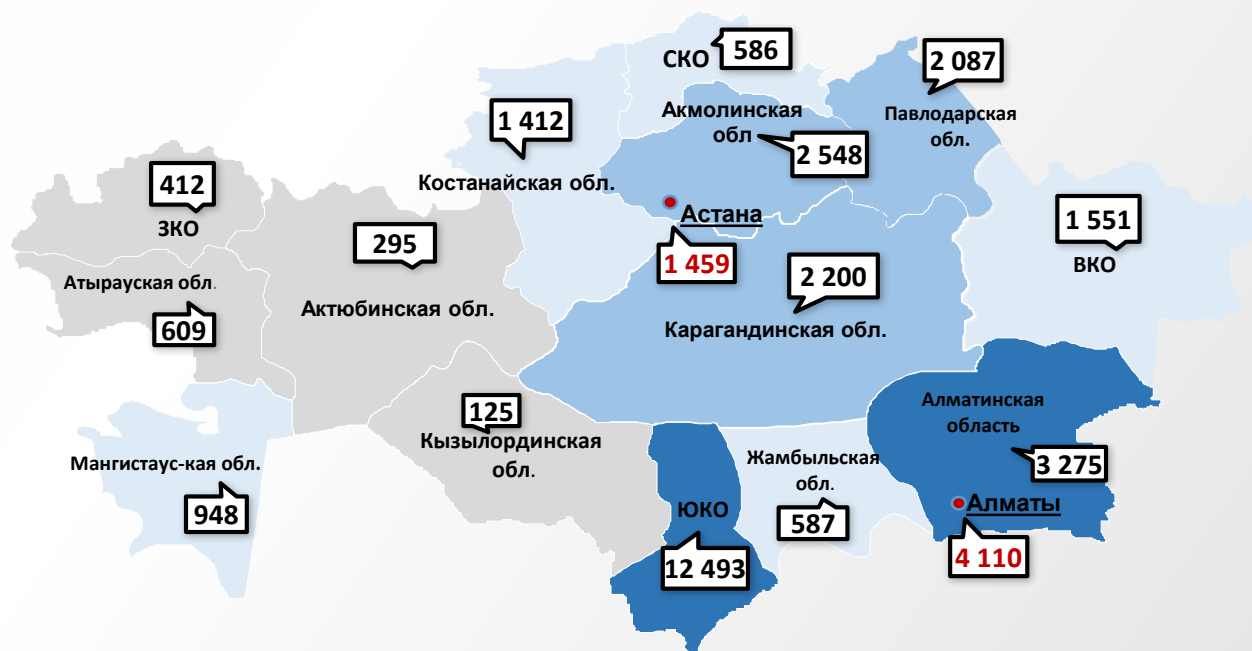 СКО
586
2 087
Павлодарская
обл.
Акмолинская
обл
2 548
1 412
Костанайская обл.
412
ЗКО
Астана
1 459
1 551
ВКО
295
Актюбинская обл.
Атырауская обл.
609
2 200
Карагандинская обл.
125
Кызылординская
обл.
Алматинская
область
3 275
Мангистаус-кая обл.
948
Жамбыльская
обл.
587
ЮКО
12 493
Алматы
4 110